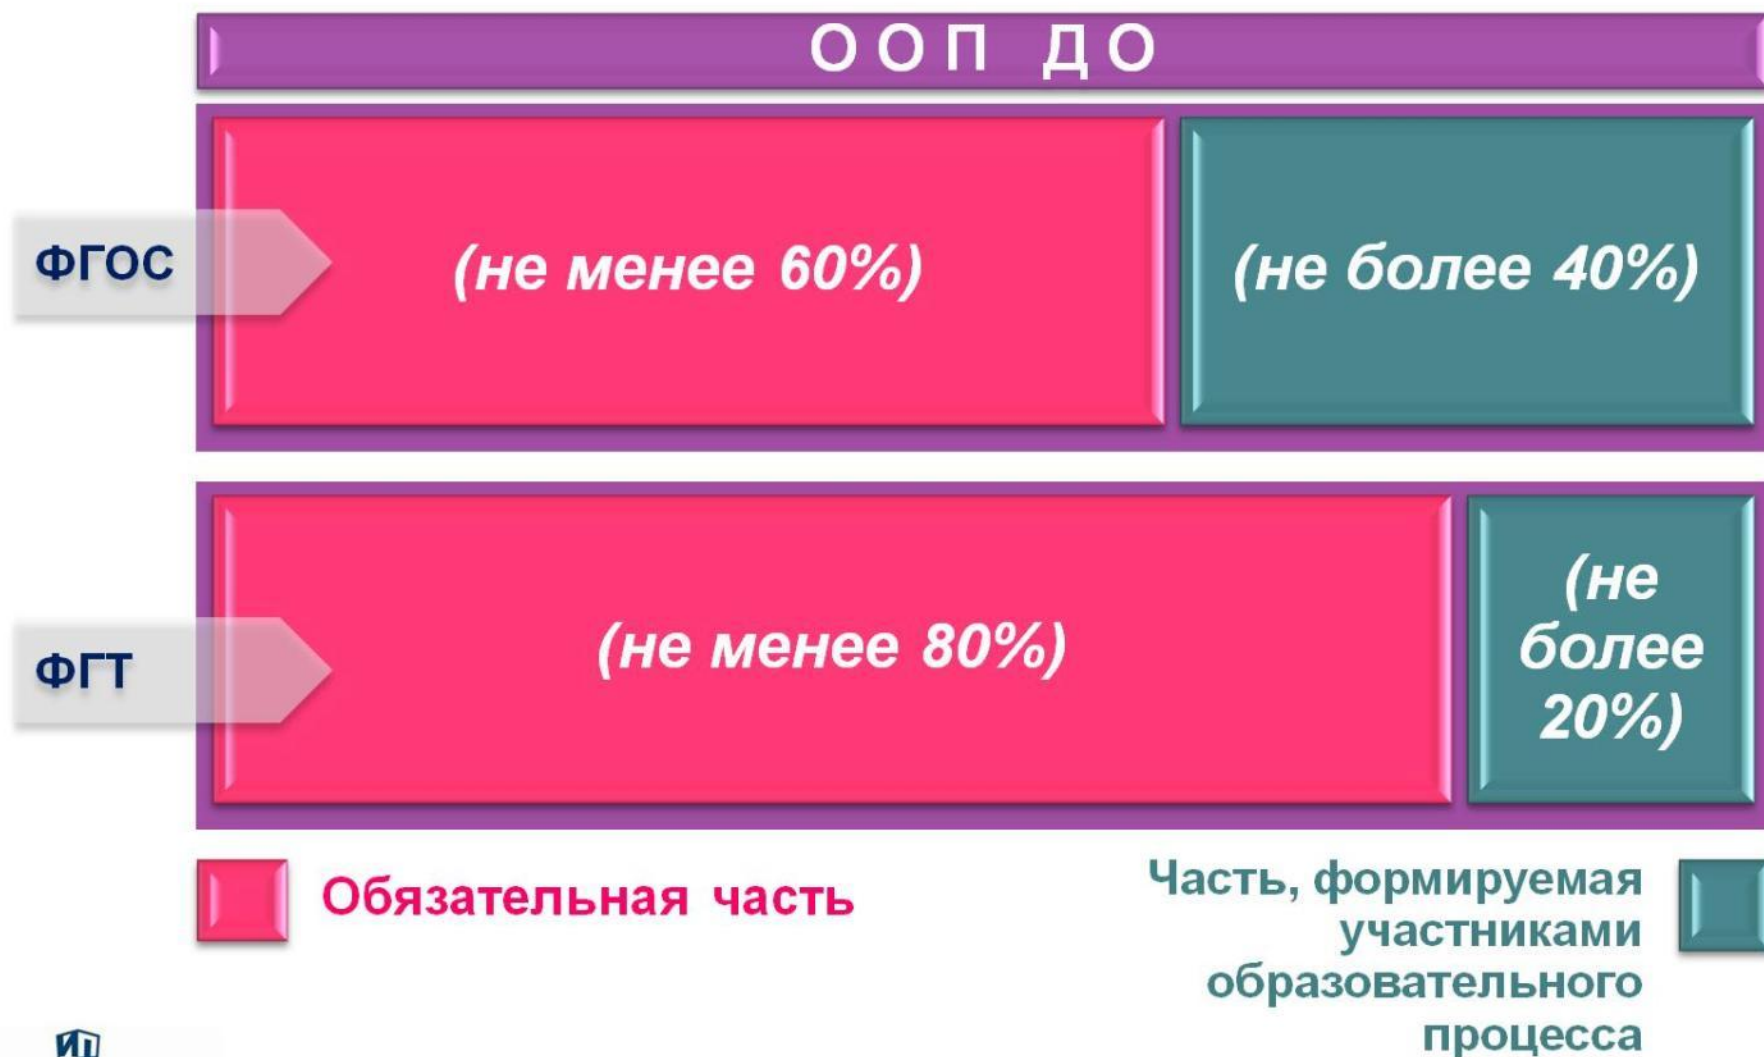 ООП ДО
ФГОС
(не менее 60%)
(не более 40%)
ФГТ
(не менее 80%)
(не
более
20%)
Обязательная часть
Часть, формируемая
участниками
образовательного
процесса